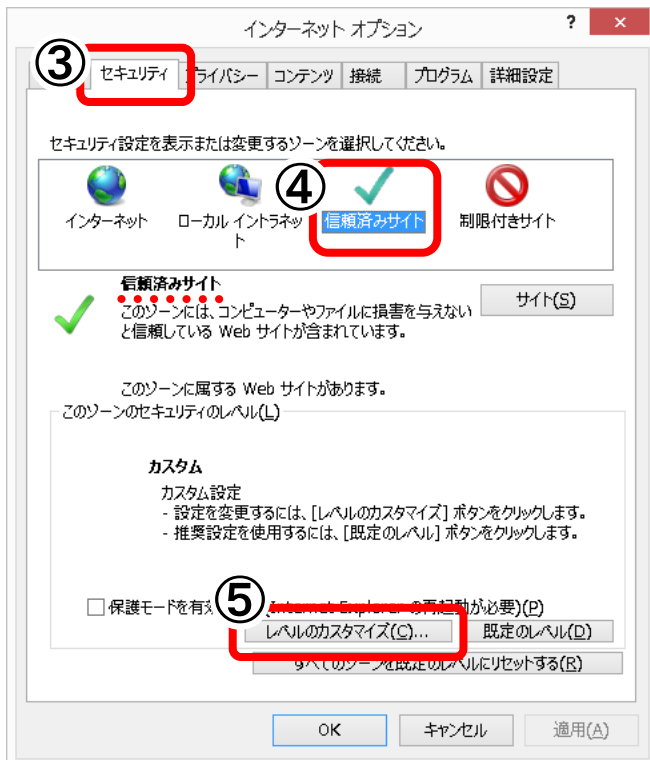 インターネット オプション
?
×
③
セキュリティ プライバシー コンテンツ 接続 プログラム 詳細設定
セキュリティ設定を表示または変更するゾーンを選択してください。
④
インターネット ローカル イントラネット 信頼済みサイト 制限付きサイト
信頼済みサイト
サイト(S)
このゾーンには、コンピューターやファイルに損害を与えない
と信頼している Web サイトが含まれています。
このゾーンに属する Web サイトがあります。
このゾーンのセキュリティのレベル(L)
カスタム
カスタム設定
- 設定を変更するには、[レベルのカスタマイズ] ボタンをクリックします。
- 推奨設定を使用するには、[既定のレベル] ボタンをクリックします。
⑤
保護モードを有効 (Internet Explorer の再起動が必要)(P)
レベルのカスタマイズ(C)... 既定のレベル(D)
すべてのゾーンを既定のレベルにリセットする(R)
OK キャンセル 適用(A)